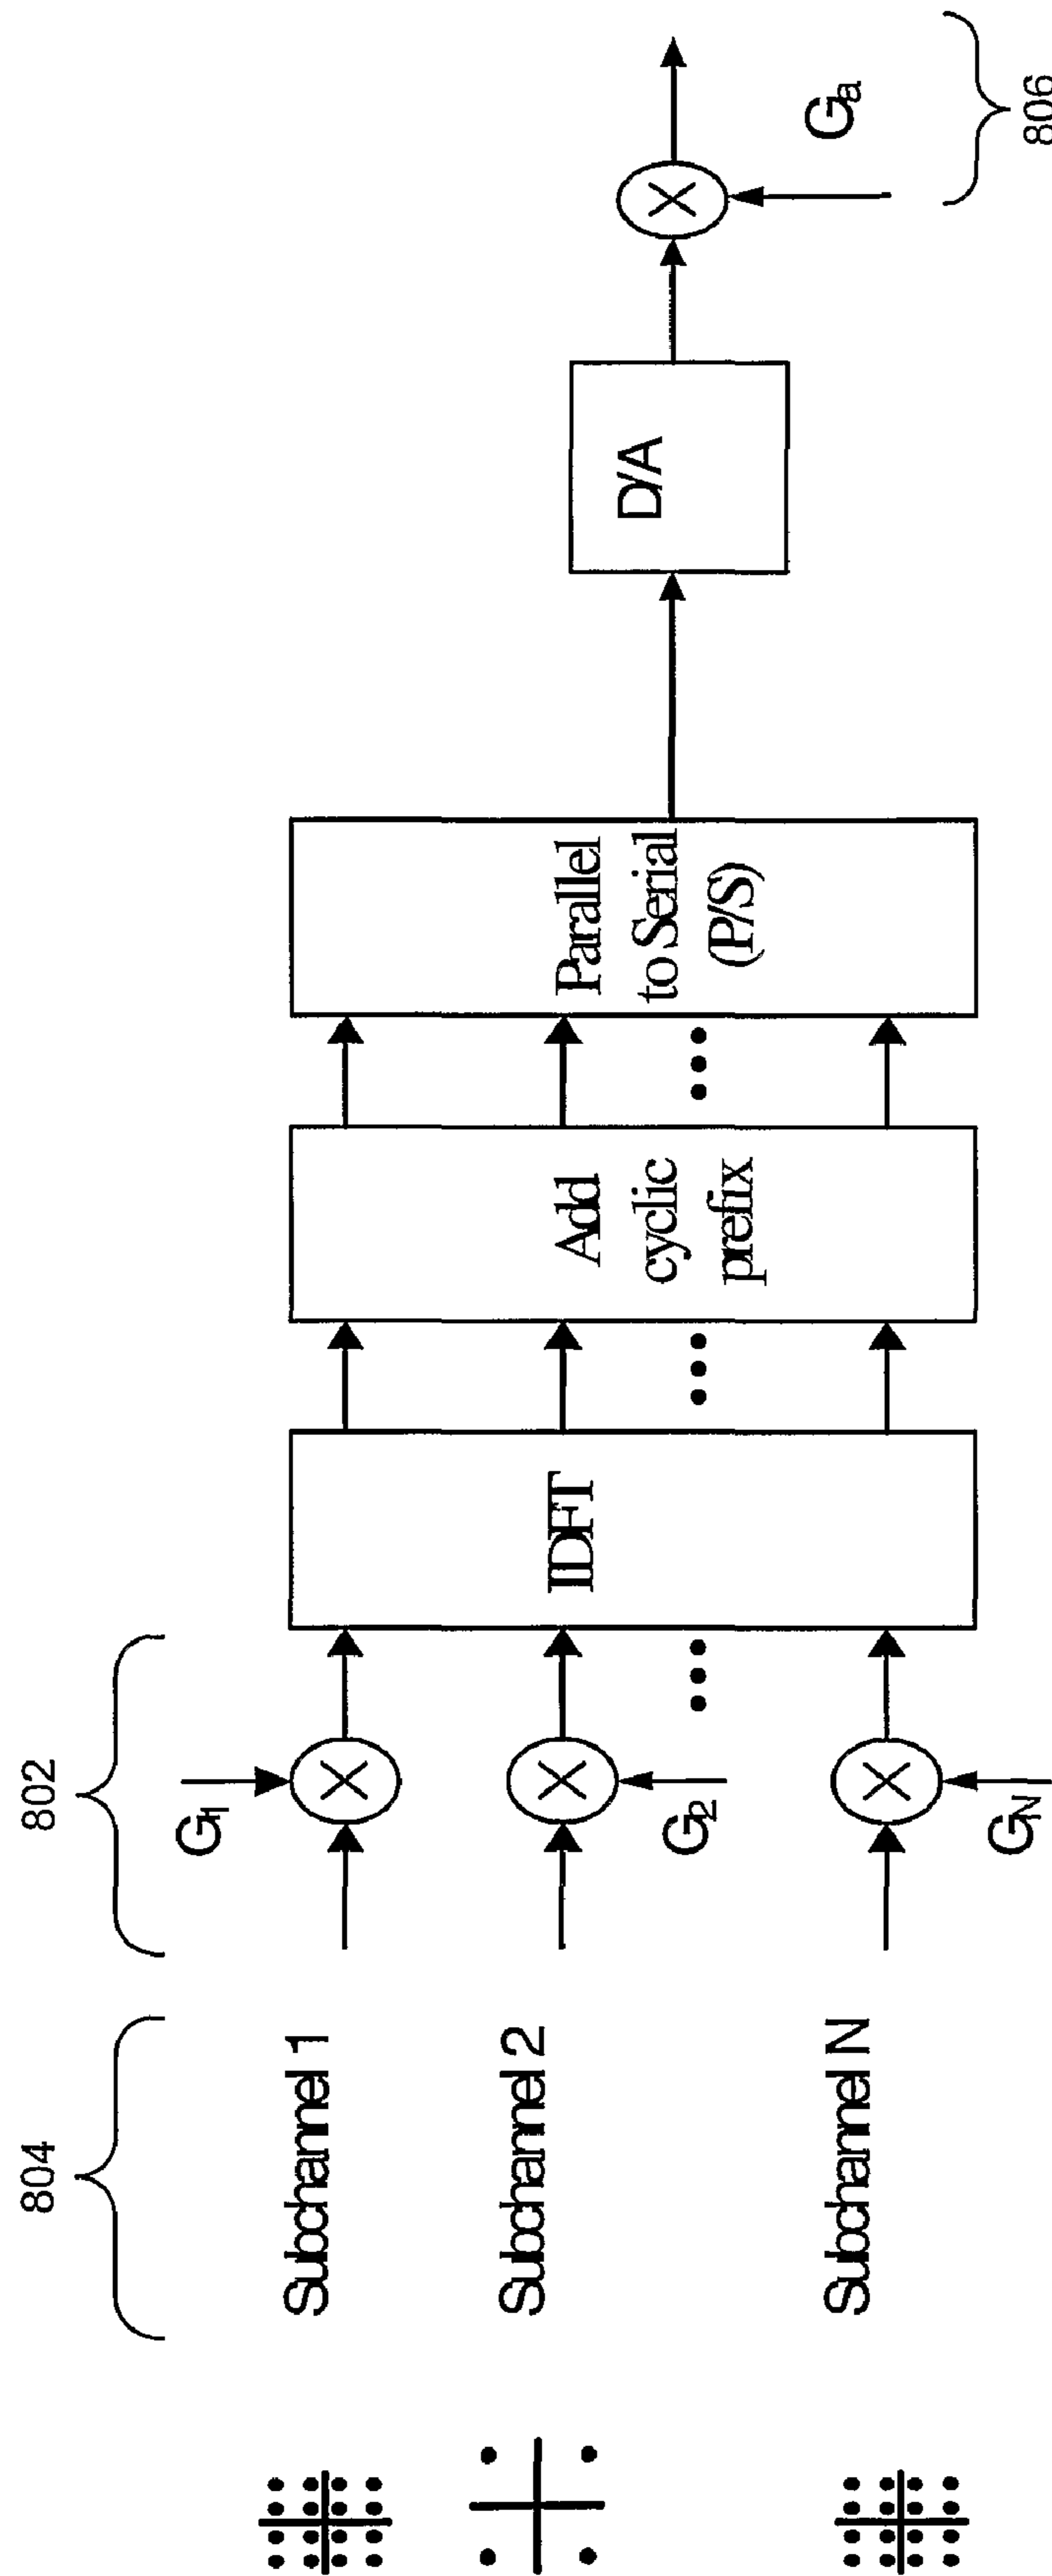 804
802
Subchannel 1
G1
Subchannel 2
G2
Subchannel N
GN
IDFT
Add
cyclic
prefix
Parallel
to Serial
(P/S)
D/A
Ga
806